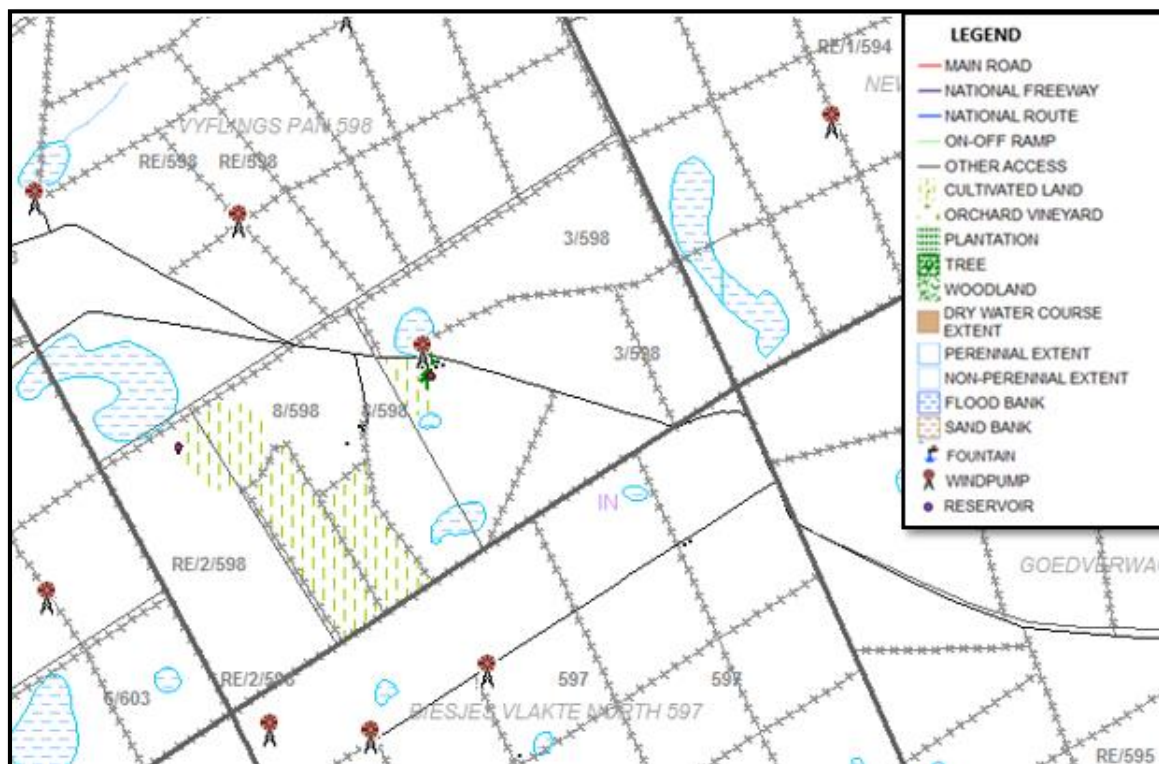 RE/1/594
VYFLINGS PAN 598
RE/598
RE/598
3/598
3/598
8/598
8/598
IN
RE/2/598
GOEDVERWA
RE/2/598
6/603
597
597
BIESJES VLAKTE NORTH 597
RE/595
LEGEND
MAIN ROAD
NATIONAL FREEWAY
NATIONAL ROUTE
ON-OFF RAMP
OTHER ACCESS
CULTIVATED LAND
ORCHARD VINEYARD
PLANTATION
TREE
WOODLAND
DRY WATER COURSE
EXTENT
PERENNIAL EXTENT
NON-PERENNIAL EXTENT
FLOOD BANK
SAND BANK
FOUNTAIN
WINDPUMP
RESERVOIR